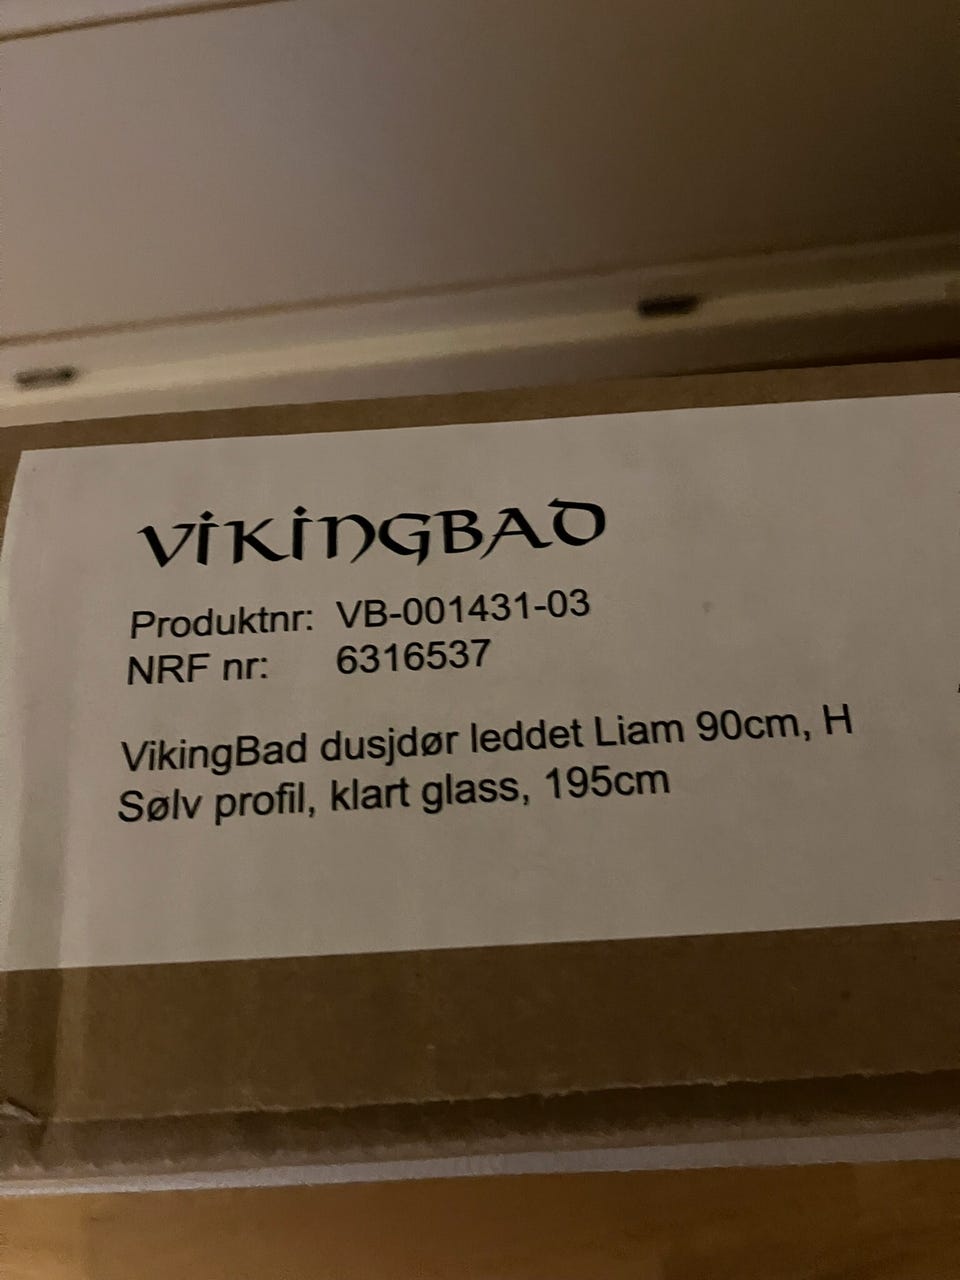 VIKINGBAD
Produktnr: VB-001431-03
NRF nr: 6316537
VikingBad dusjdør leddet Liam 90cm, H
Sølv profil, klart glass, 195cm